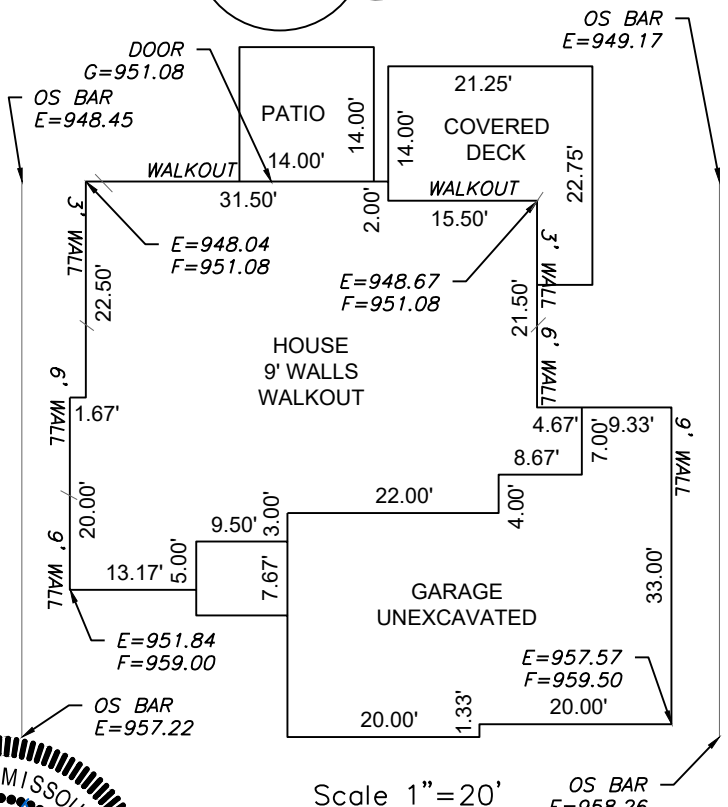 OS BAR
E=949.17
DOOR
G=951.08
OS BAR
E=948.45
PATIO
14.00'
14.00'
14.00'
21.25'
COVERED
DECK
22.75'
WALKOUT
31.50'
2.00'
WALKOUT
15.50'
3' WALL
22.50'
E=948.04
F=951.08
E=948.67
F=951.08
3' WALL
21.50'
6' WALL
HOUSE
9' WALLS
WALKOUT
6' WALL
1.67'
4.67'
9.33'
7.00'
9' WALL
8.67'
4.00'
22.00'
20.00'
9.50'
3.00'
9' WALL
13.17'
5.00'
7.67'
GARAGE
UNEXCAVATED
33.00'
E=951.84
F=959.00
E=957.57
F=959.50
OS BAR
E=957.22
20.00'
1.33'
20.00'
Scale 1"=20'
OS BAR
E=958.26